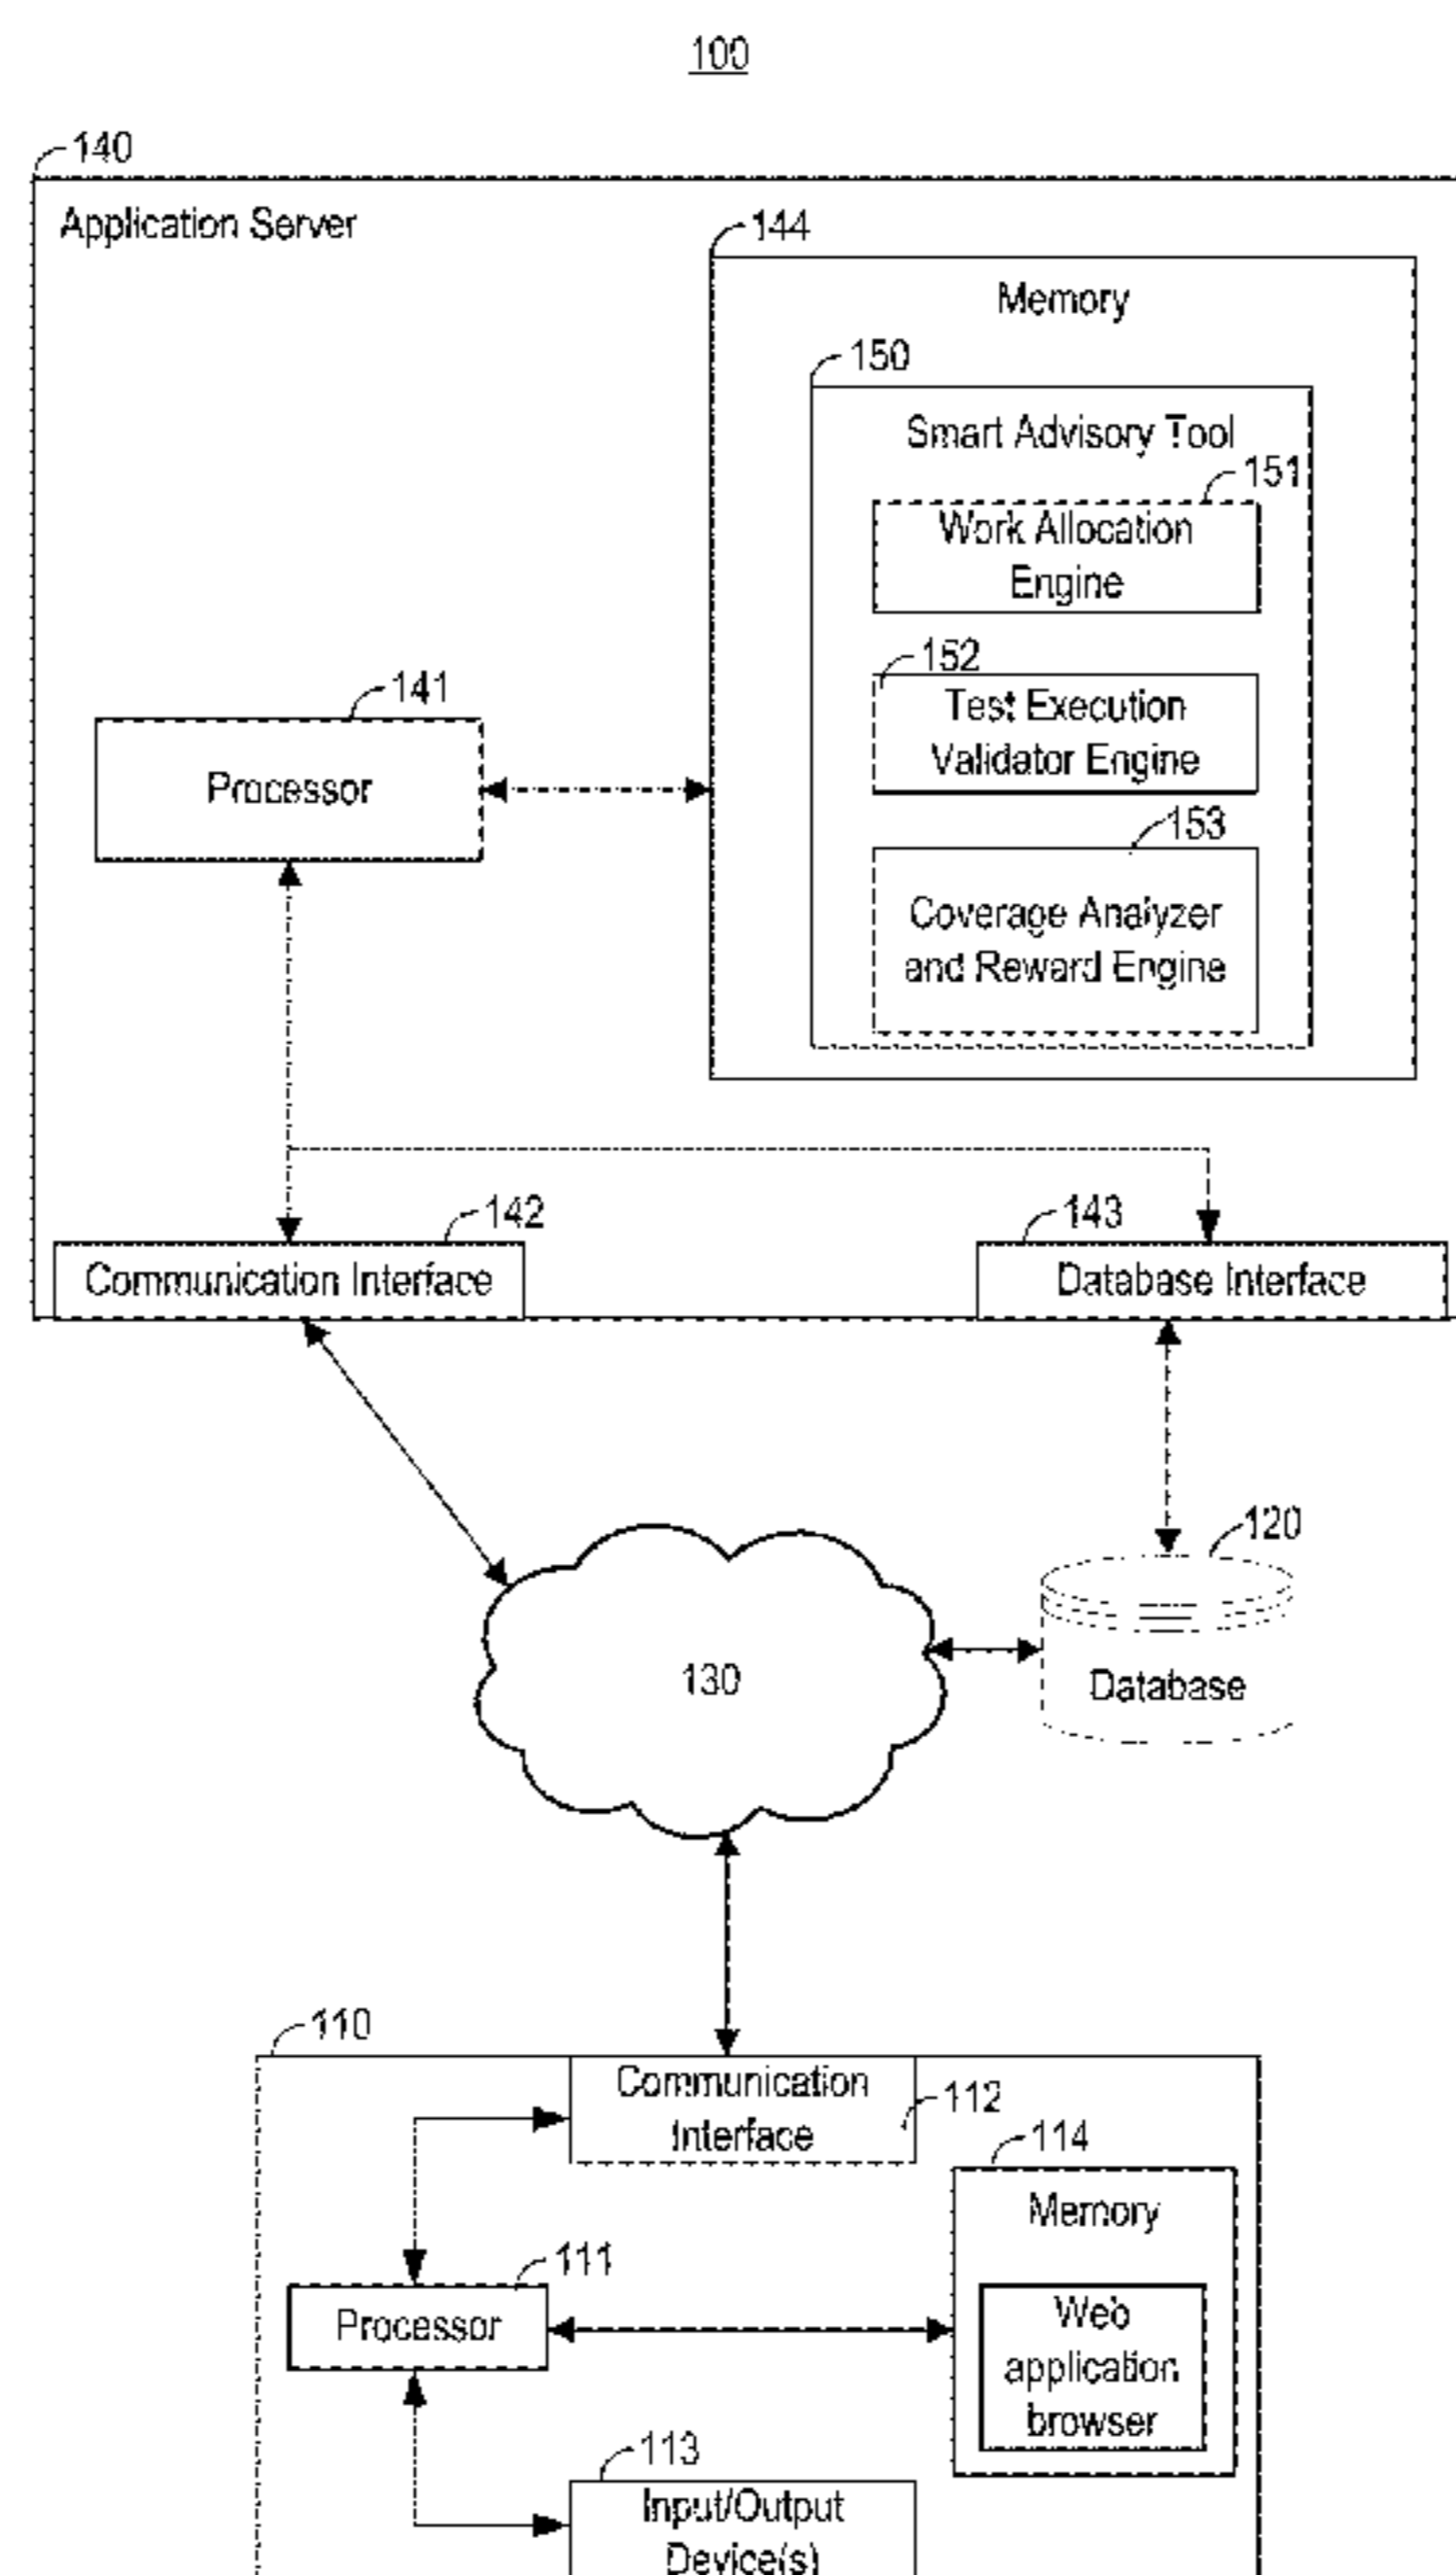 100
140
Application Server
144
Memory
150
Smart Advisory Tool
151
Work Allocation
Engine
152
Test Execution
Validator Engine
141
Processor
153
Coverage Analyzer
and Reward Engine
142
Communication Interface
143
Database Interface
120
Database
130
110
Communication
Interface
112
114
Memory
111
Processor
Web
application
browser
113
Input/Output
Device(s)